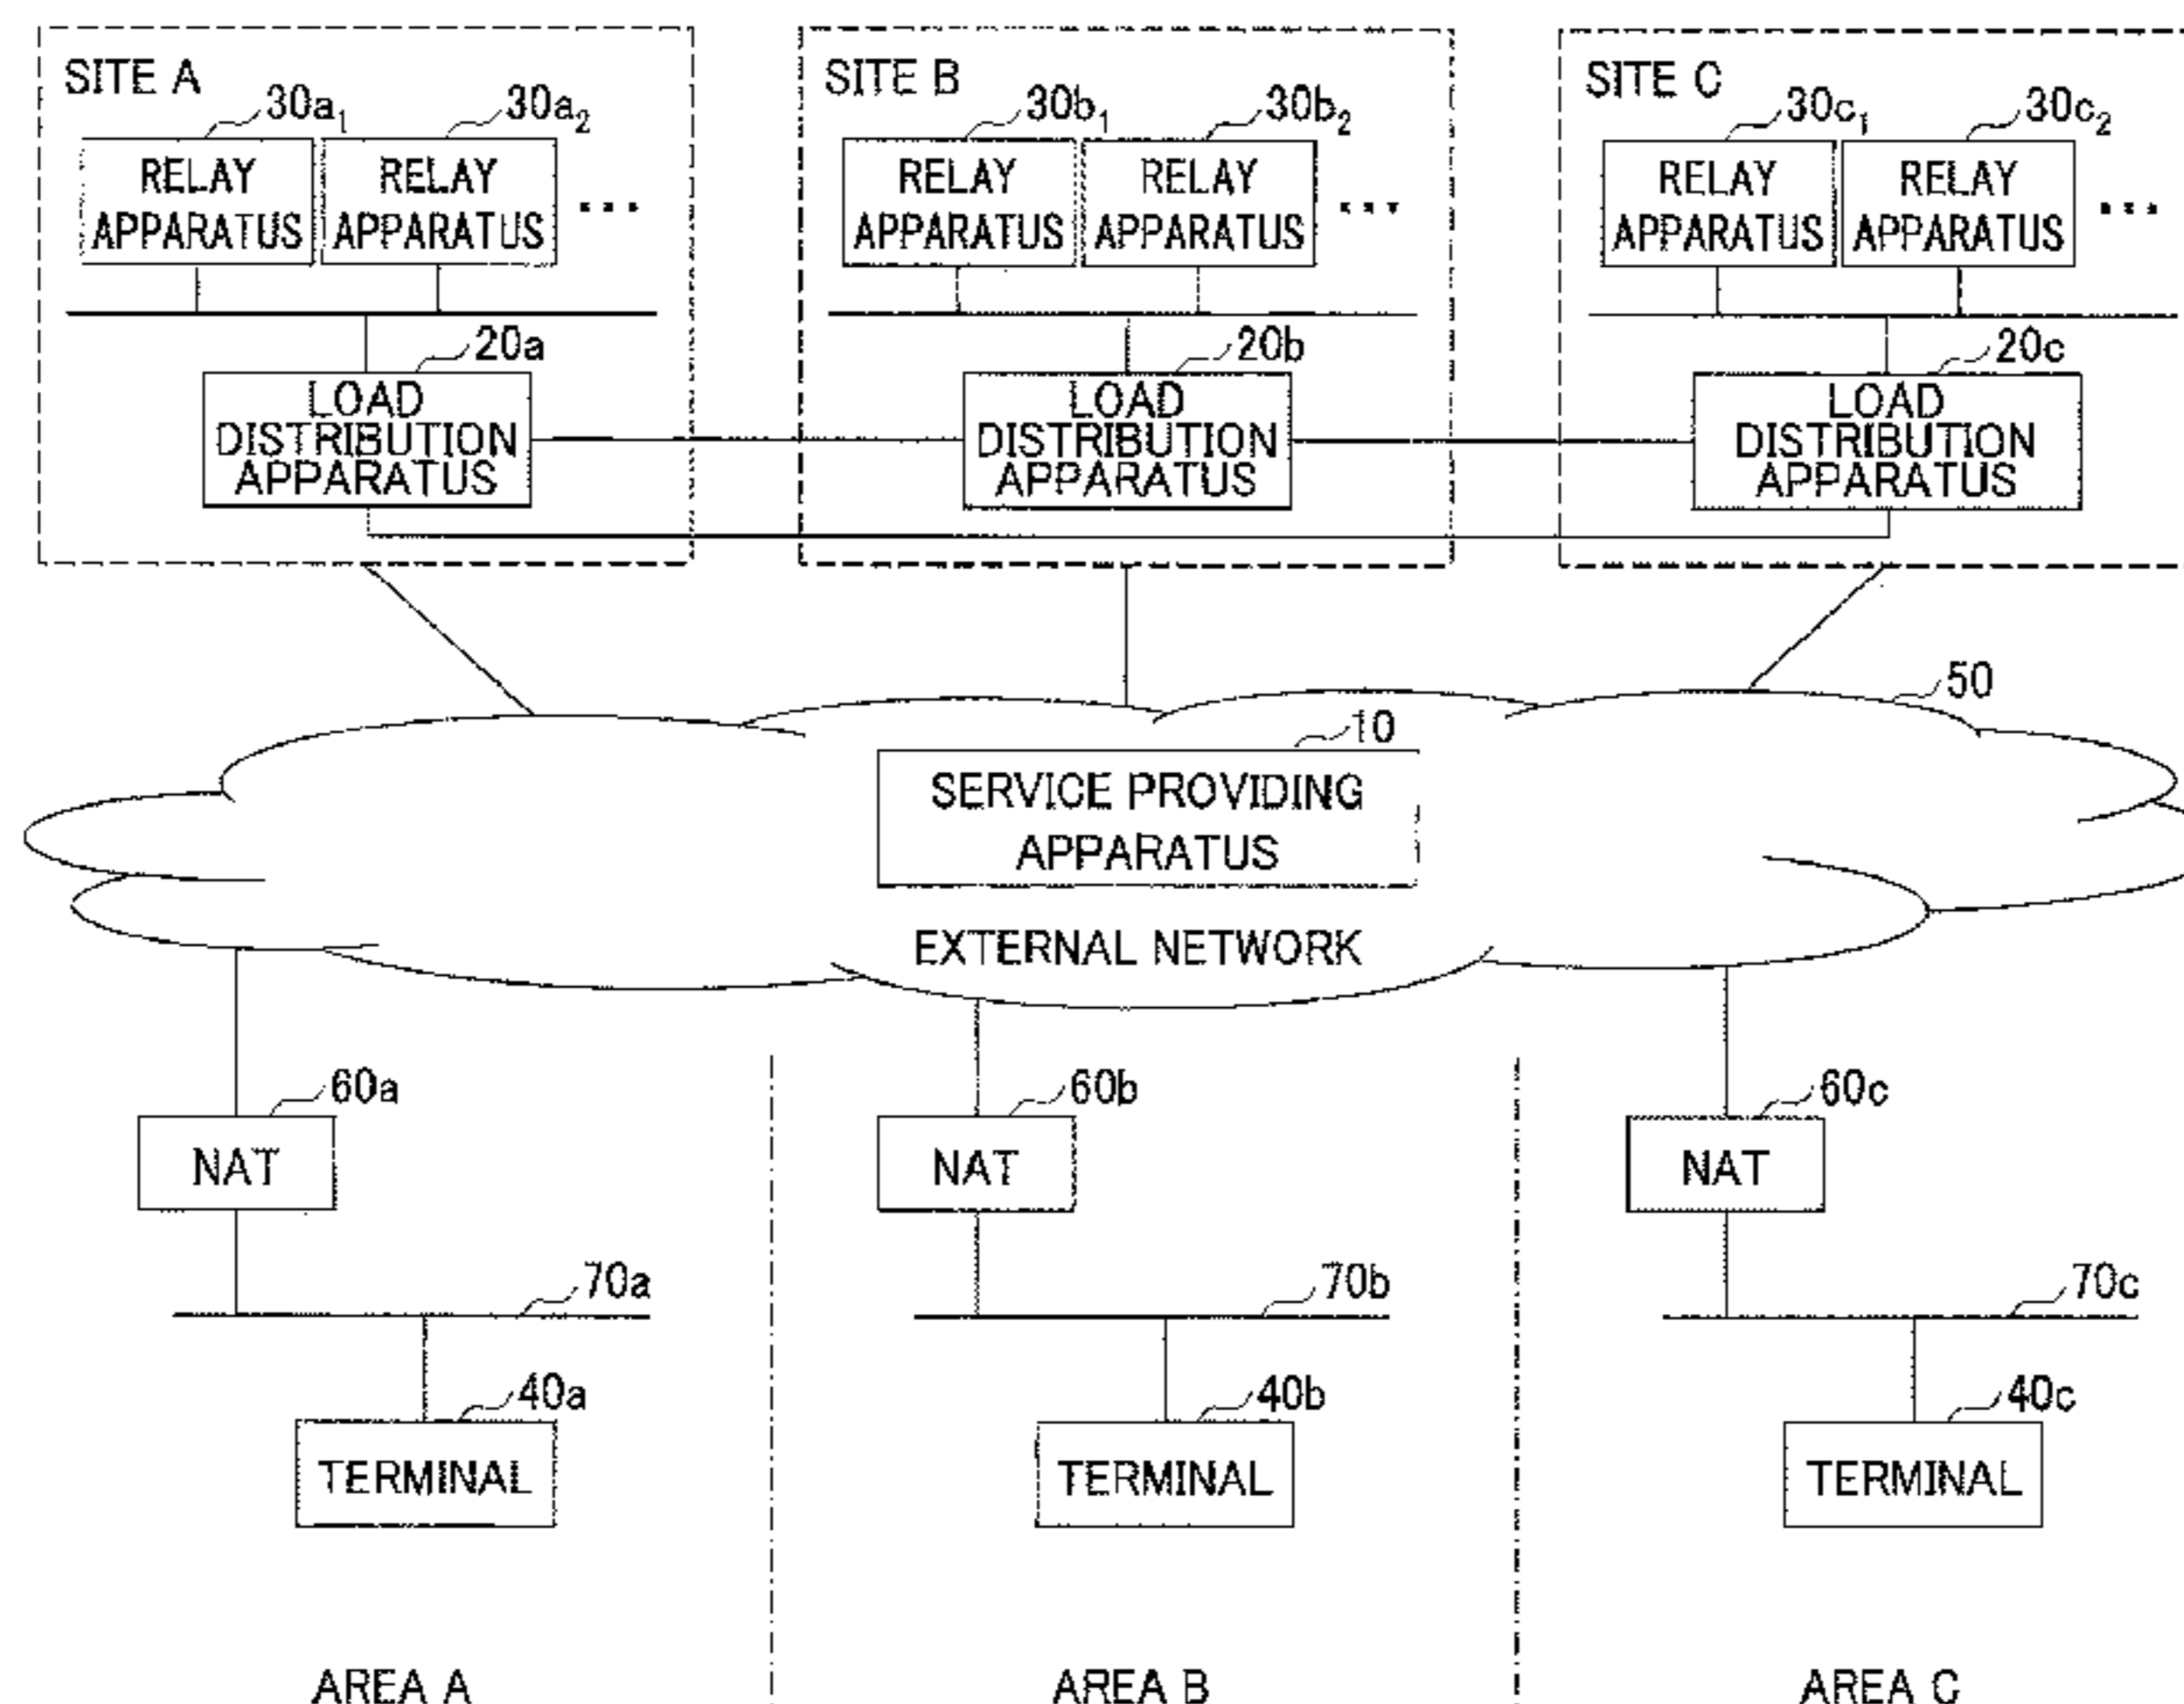 SITE A
SITE B
SITE C
30a1
30a2
30b1
30b2
30c1
30c2
RELAY
APPARATUS
RELAY
APPARATUS
...
RELAY
APPARATUS
RELAY
APPARATUS
...
RELAY
APPARATUS
RELAY
APPARATUS
...
20a
20b
20c
LOAD
DISTRIBUTION
APPARATUS
LOAD
DISTRIBUTION
APPARATUS
LOAD
DISTRIBUTION
APPARATUS
50
10
SERVICE PROVIDING
APPARATUS
EXTERNAL NETWORK
60a
60b
60c
NAT
NAT
NAT
70a
70b
70c
40a
40b
40c
TERMINAL
TERMINAL
TERMINAL
AREA A
AREA B
AREA C